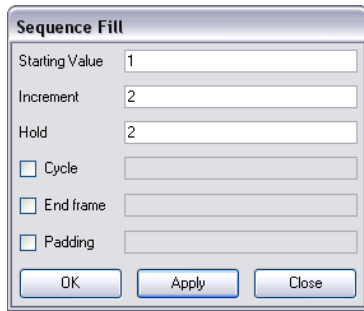 Sequence Fill
Starting Value 1
Increment 2
Hold 2
Cycle
End frame
Padding
OK Apply Close